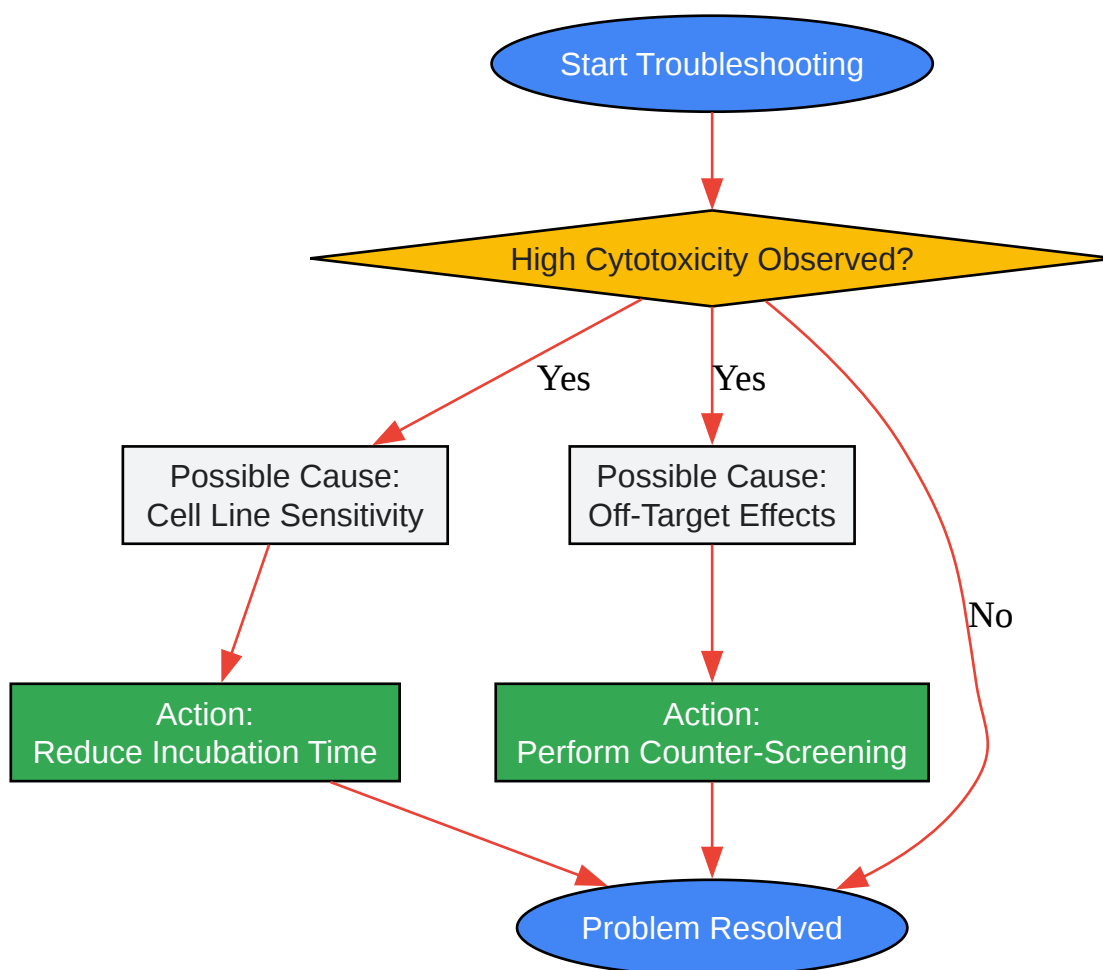 Start Troubleshooting
High Cytotoxicity Observed?
Yes
Yes
Possible Cause:
Cell Line Sensitivity
Possible Cause:
Off-Target Effects
No
Action:
Reduce Incubation Time
Action:
Perform Counter-Screening
Problem Resolved